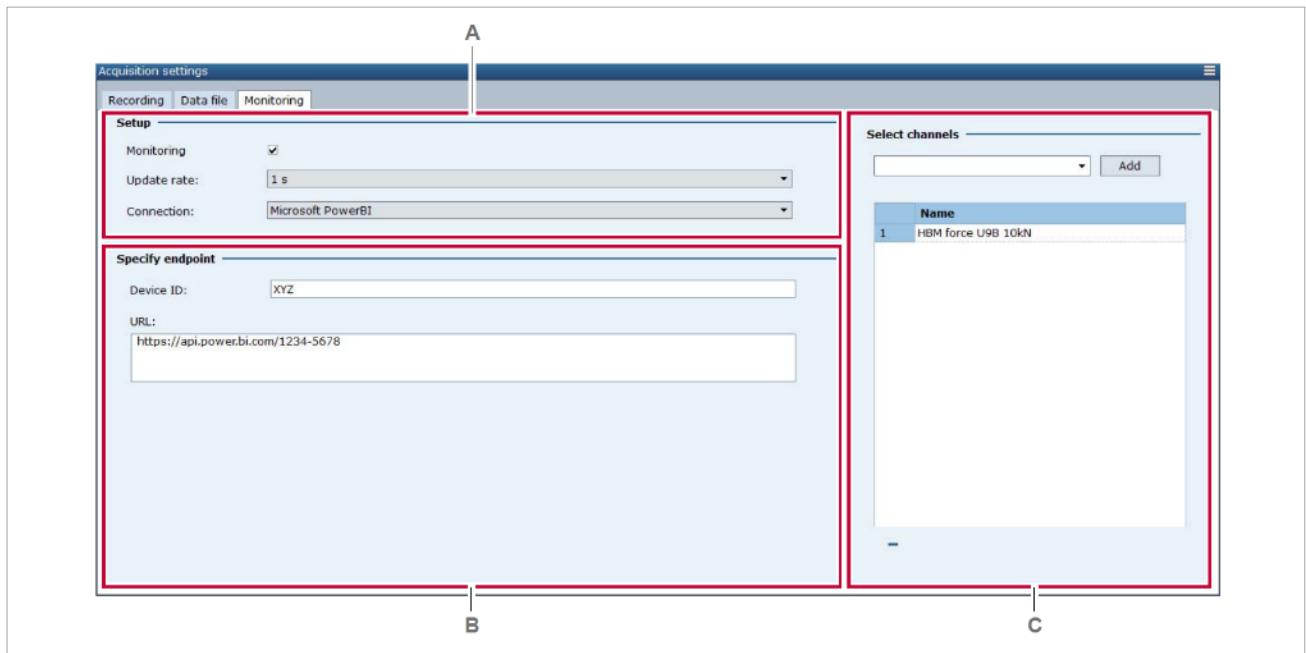 A
Acquisition settings
Recording Data file Monitoring
Setup
Monitoring
Update rate: 1 s
Connection: Microsoft PowerBI
Specify endpoint
Device ID: XYZ
URL:
https://api.power.bi.com/1234-5678
Select channels
Add
Name
1 HBM force U9B 10kN
B
C